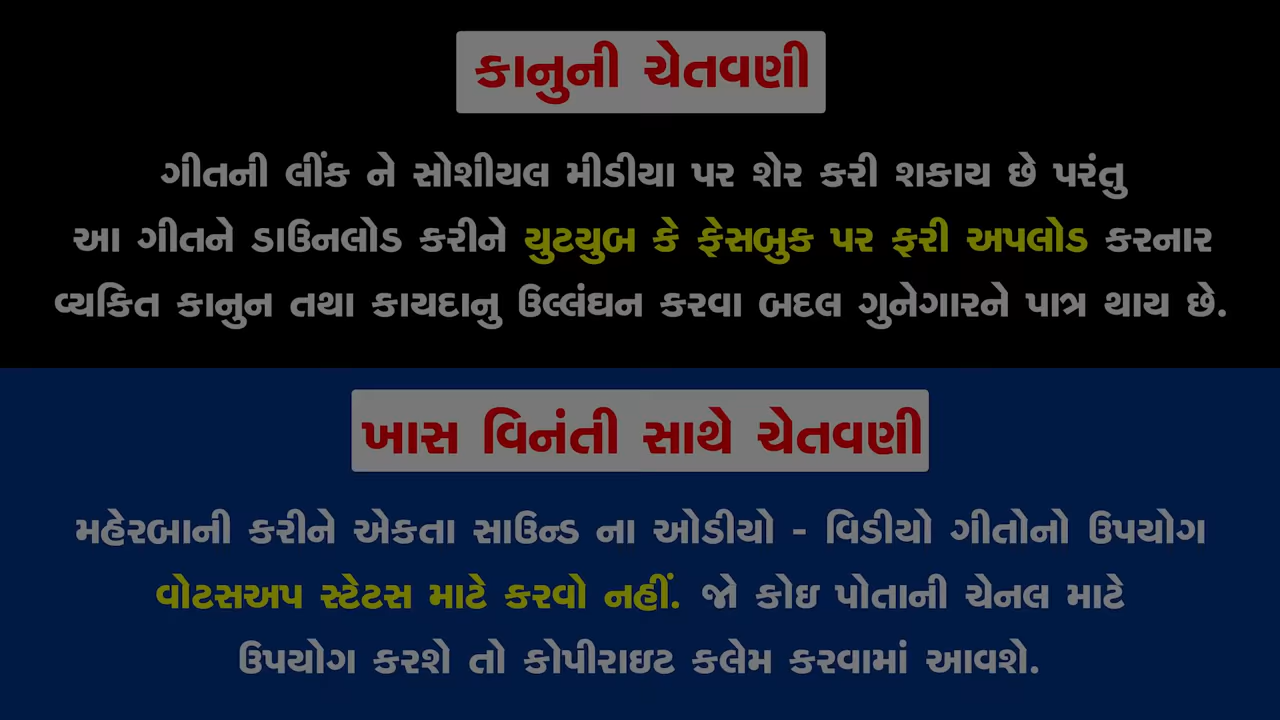 કાનુની ચેતવણી
ગીતની લીંક ને સોશીયલ મીડીયા પર શેર કરી શકાય છે પરંતુ
આ ગીતને ડાઉનલોડ કરીને યુટયુબ કે ફેસબુક પર ફરી અપલોડ કરનાર
વ્યકિત કાનુન તથા કાયદાનુ ઉલ્લંઘન કરવા બદલ ગુનેગારને પાત્ર થાય છે.
ખાસ વિનંતી સાથે ચેતવણી
મહેરબાની કરીને એકતા સાઉન્ડ ના ઓડીયો - વિડીયો ગીતોનો ઉપયોગ
વોટસઅપ સ્ટેટસ માટે કરવો નહીં. જો કોઇ પોતાની ચેનલ માટે
ઉપયોગ કરશે તો કોપીરાઇટ કલેમ કરવામાં આવશે.